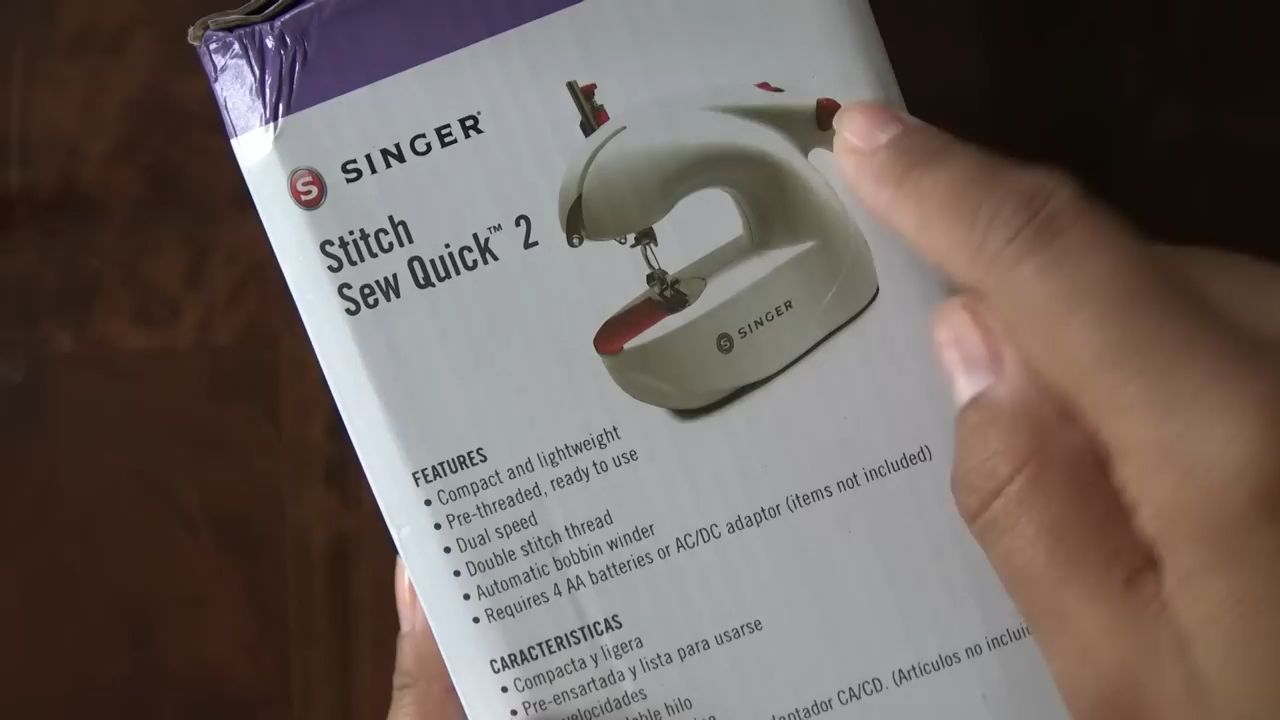 S SINGER®
Stitch
Sew Quick™ 2
S SINGER
FEATURES
• Compact and lightweight
• Pre-threaded, ready to use
• Dual speed
• Double stitch thread
• Automatic bobbin winder
• Requires 4 AA batteries or AC/DC adaptor (items not included)
CARACTERISTICAS
• Compacta y ligera
• Pre-ensartada y lista para usarse
velocidades
hilo
CA/CD. (Artículos no